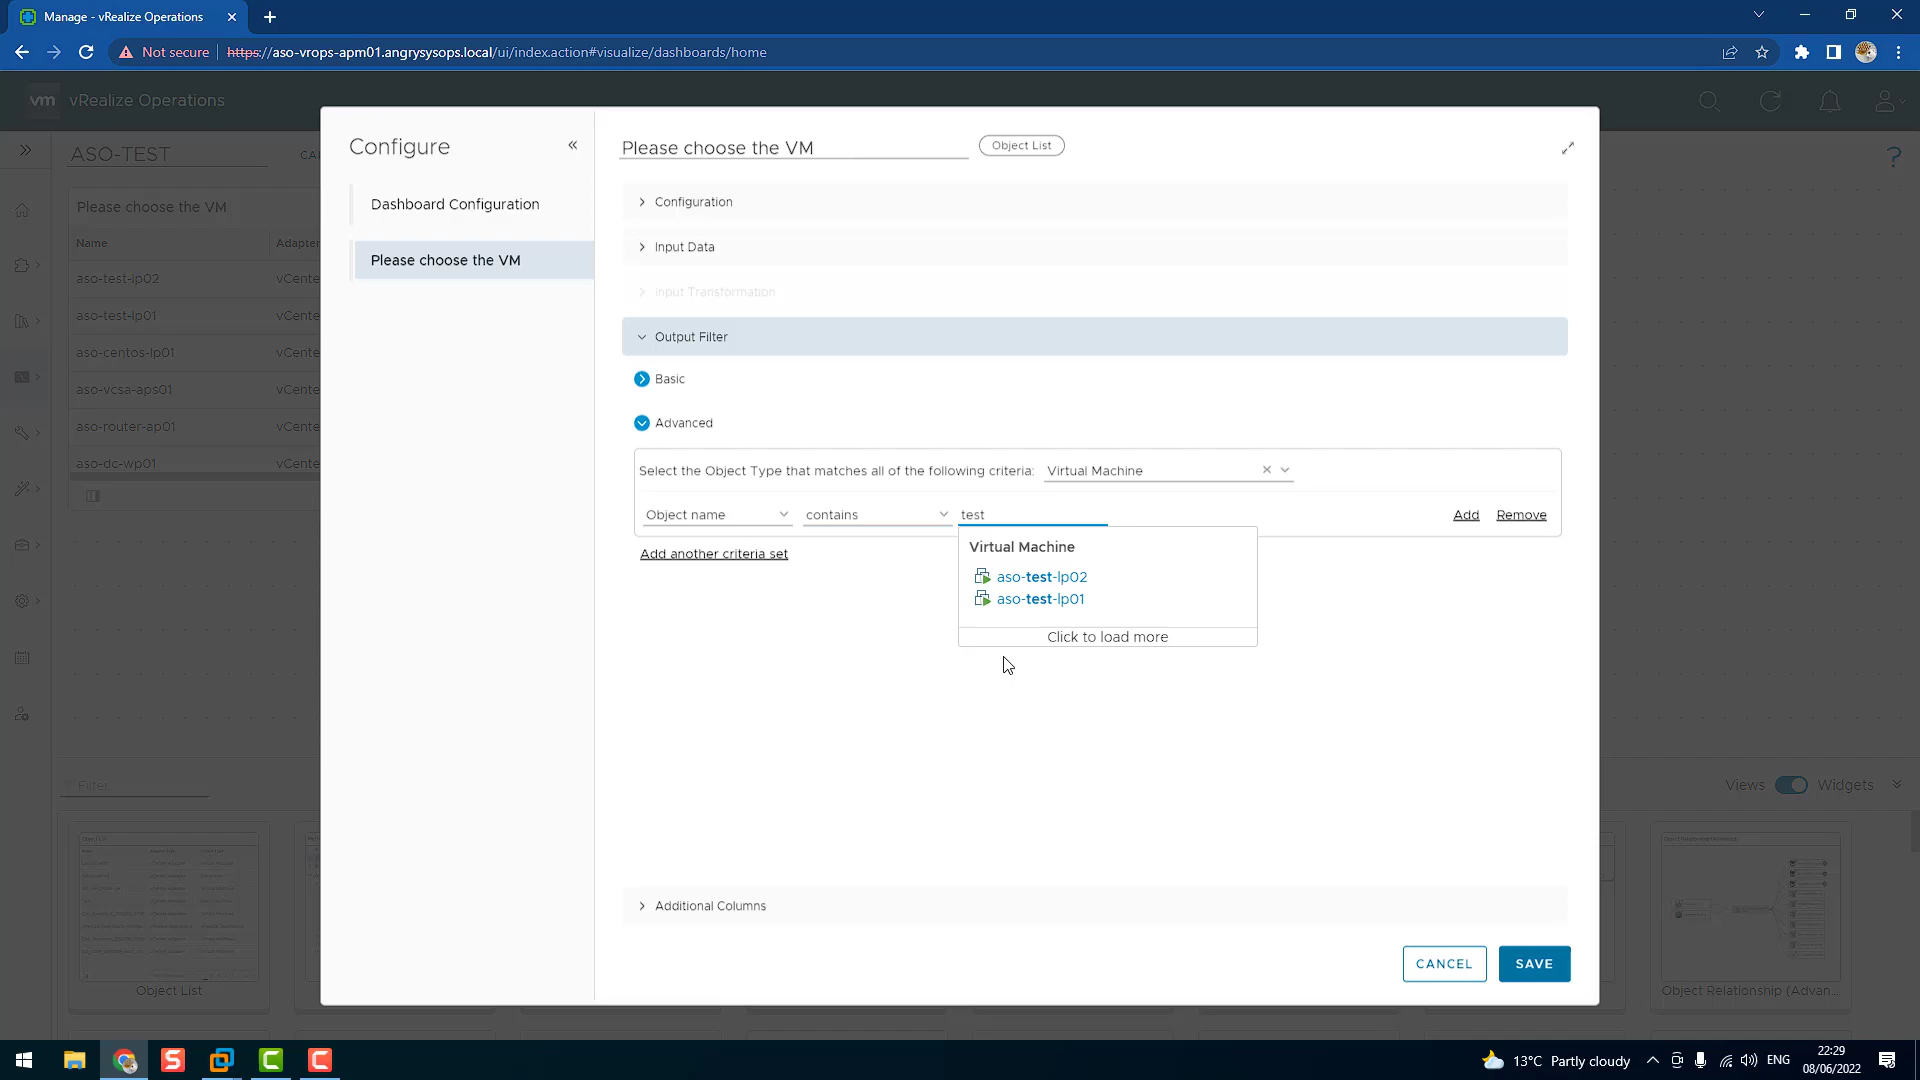 Manage - vRealize Operations
Not secure
https://aso-vrops-apm01.angrysysops.local/ui/index.action#visualize/dashboards/home
vm vRealize Operations
ASO-TEST
Please choose the VM
Name
Adapter
aso-test-lp02
vCente
aso-test-lp01
vCente
aso-centos-lp01
vCente
aso-vcsa-aps01
vCente
aso-router-ap01
vCente
aso-dc-wp01
vCente
Configure
Dashboard Configuration
Please choose the VM
Please choose the VM
Object List
Configuration
Input Data
Input Transformation
Output Filter
Basic
Advanced
Select the Object Type that matches all of the following criteria: Virtual Machine
Object name
contains
test
Add
Remove
Add another criteria set
Virtual Machine
aso-test-lp02
aso-test-lp01
Click to load more
Additional Columns
CANCEL
SAVE
Filter
Views
Widgets
Object List
Object Relationship (Advan...
13°C Partly cloudy
ENG
22:29
08/06/2022